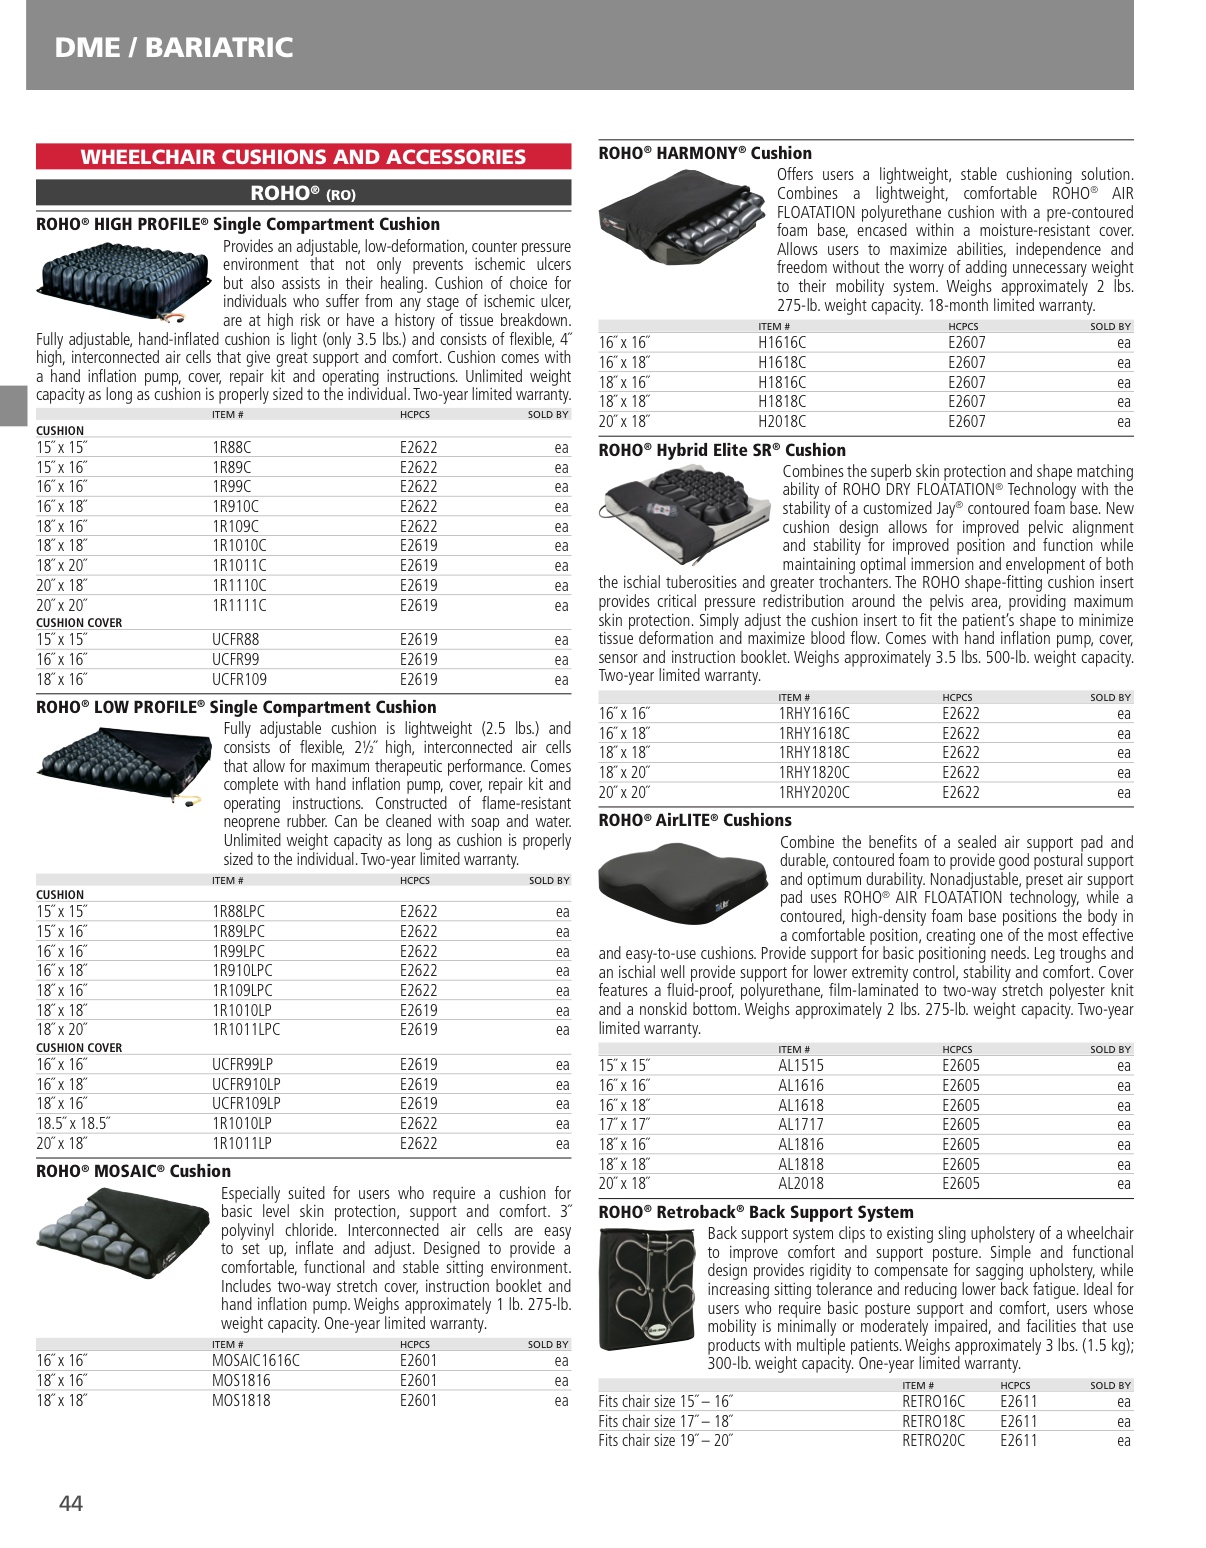 DME / BARIATRIC
WHEELCHAIR CUSHIONS AND ACCESSORIES
ROHO® (RO)
ROHO® HIGH PROFILE® Single Compartment Cushion
Provides an adjustable, low-deformation, counter pressure
environment that not only prevents ischemic ulcers
but also assists in their healing. Cushion of choice for
individuals who suffer from any stage of ischemic ulcer,
are at high risk or have a history of tissue breakdown.
Fully adjustable, hand-inflated cushion is light (only 3.5 lbs.) and consists of flexible, 4˝
high, interconnected air cells that give great support and comfort. Cushion comes with
a hand inflation pump, cover, repair kit and operating instructions. Unlimited weight
capacity as long as cushion is properly sized to the individual. Two-year limited warranty.
ITEM # HCPCS SOLD BY
CUSHION
15˝ x 15˝ 1R88C E2622 ea
15˝ x 16˝ 1R89C E2622 ea
16˝ x 16˝ 1R99C E2622 ea
16˝ x 18˝ 1R910C E2622 ea
18˝ x 16˝ 1R109C E2622 ea
18˝ x 18˝ 1R1010C E2619 ea
18˝ x 20˝ 1R1011C E2619 ea
20˝ x 18˝ 1R1110C E2619 ea
20˝ x 20˝ 1R1111C E2619 ea
CUSHION COVER
15˝ x 15˝ UCFR88 E2619 ea
16˝ x 16˝ UCFR99 E2619 ea
18˝ x 16˝ UCFR109 E2619 ea
ROHO® LOW PROFILE® Single Compartment Cushion
Fully adjustable cushion is lightweight (2.5 lbs.) and
consists of flexible, 2½˝ high, interconnected air cells
that allow for maximum therapeutic performance. Comes
complete with hand inflation pump, cover, repair kit and
operating instructions. Constructed of flame-resistant
neoprene rubber. Can be cleaned with soap and water.
Unlimited weight capacity as long as cushion is properly
sized to the individual. Two-year limited warranty.
ITEM # HCPCS SOLD BY
CUSHION
15˝ x 15˝ 1R88LPC E2622 ea
15˝ x 16˝ 1R89LPC E2622 ea
16˝ x 16˝ 1R99LPC E2622 ea
16˝ x 18˝ 1R910LPC E2622 ea
18˝ x 16˝ 1R109LPC E2622 ea
18˝ x 18˝ 1R1010LP E2619 ea
18˝ x 20˝ 1R1011LPC E2619 ea
CUSHION COVER
16˝ x 16˝ UCFR99LP E2619 ea
16˝ x 18˝ UCFR910LP E2619 ea
18˝ x 16˝ UCFR109LP E2619 ea
18.5˝ x 18.5˝ 1R1010LP E2622 ea
20˝ x 18˝ 1R1011LP E2622 ea
ROHO® MOSAIC® Cushion
Especially suited for users who require a cushion for
basic level skin protection, support and comfort. 3˝
polyvinyl chloride. Interconnected air cells are easy
to set up, inflate and adjust. Designed to provide a
comfortable, functional and stable sitting environment.
Includes two-way stretch cover, instruction booklet and
hand inflation pump. Weighs approximately 1 lb. 275-lb.
weight capacity. One-year limited warranty.
ITEM # HCPCS SOLD BY
16˝ x 16˝ MOSAIC1616C E2601 ea
18˝ x 16˝ MOS1816 E2601 ea
18˝ x 18˝ MOS1818 E2601 ea
ROHO® HARMONY® Cushion
Offers users a lightweight, stable cushioning solution.
Combines a lightweight, comfortable ROHO® AIR
FLOATATION polyurethane cushion with a pre-contoured
foam base, encased within a moisture-resistant cover.
Allows users to maximize abilities, independence and
freedom without the worry of adding unnecessary weight
to their mobility system. Weighs approximately 2 lbs.
275-lb. weight capacity. 18-month limited warranty.
ITEM # HCPCS SOLD BY
16˝ x 16˝ H1616C E2607 ea
16˝ x 18˝ H1618C E2607 ea
18˝ x 16˝ H1816C E2607 ea
18˝ x 18˝ H1818C E2607 ea
20˝ x 18˝ H2018C E2607 ea
ROHO® Hybrid Elite SR® Cushion
Combines the superb skin protection and shape matching
ability of ROHO DRY FLOATATION® Technology with the
stability of a customized Jay® contoured foam base. New
cushion design allows for improved pelvic alignment
and stability for improved position and function while
maintaining optimal immersion and envelopment of both
the ischial tuberosities and greater trochanters. The ROHO shape-fitting cushion insert
provides critical pressure redistribution around the pelvis area, providing maximum
skin protection. Simply adjust the cushion insert to fit the patient's shape to minimize
tissue deformation and maximize blood flow. Comes with hand inflation pump, cover,
sensor and instruction booklet. Weighs approximately 3.5 lbs. 500-lb. weight capacity.
Two-year limited warranty.
ITEM # HCPCS SOLD BY
16˝ x 16˝ 1RHY1616C E2622 ea
16˝ x 18˝ 1RHY1618C E2622 ea
18˝ x 18˝ 1RHY1818C E2622 ea
18˝ x 20˝ 1RHY1820C E2622 ea
20˝ x 20˝ 1RHY2020C E2622 ea
ROHO® AirLITE® Cushions
Combine the benefits of a sealed air support pad and
durable, contoured foam to provide good postural support
and optimum durability. Nonadjustable, preset air support
pad uses ROHO® AIR FLOATATION technology, while a
contoured, high-density foam base positions the body in
a comfortable position, creating one of the most effective
and easy-to-use cushions. Provide support for basic positioning needs. Leg troughs and
an ischial well provide support for lower extremity control, stability and comfort. Cover
features a fluid-proof, polyurethane, film-laminated to two-way stretch polyester knit
and a nonskid bottom. Weighs approximately 2 lbs. 275-lb. weight capacity. Two-year
limited warranty.
ITEM # HCPCS SOLD BY
15˝ x 15˝ AL1515 E2605 ea
16˝ x 16˝ AL1616 E2605 ea
16˝ x 18˝ AL1618 E2605 ea
17˝ x 17˝ AL1717 E2605 ea
18˝ x 16˝ AL1816 E2605 ea
18˝ x 18˝ AL1818 E2605 ea
20˝ x 18˝ AL2018 E2605 ea
ROHO® Retroback® Back Support System
Back support system clips to existing sling upholstery of a wheelchair
to improve comfort and support posture. Simple and functional
design provides rigidity to compensate for sagging upholstery, while
increasing sitting tolerance and reducing lower back fatigue. Ideal for
users who require basic posture support and comfort, users whose
mobility is minimally or moderately impaired, and facilities that use
products with multiple patients. Weighs approximately 3 lbs. (1.5 kg);
300-lb. weight capacity. One-year limited warranty.
ITEM # HCPCS SOLD BY
Fits chair size 15˝ – 16˝ RETRO16C E2611 ea
Fits chair size 17˝ – 18˝ RETRO18C E2611 ea
Fits chair size 19˝ – 20˝ RETRO20C E2611 ea
44